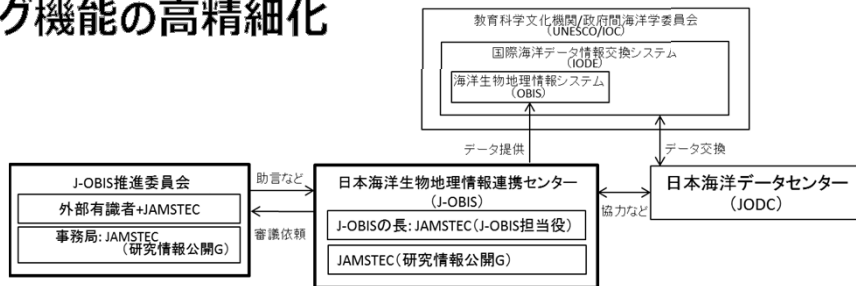 グ機能の高精細化
教育科学文化機関/政府間海洋学委員会
(UNESCO/IOC)
国際海洋データ情報交換システム
(IODE)
海洋生物地理情報システム
(OBIS)
データ提供
データ交換
J-OBIS推進委員会
外部有識者+JAMSTEC
事務局: JAMSTEC
(研究情報公開G)
助言など
審議依頼
日本海洋生物地理情報連携センター
(J-OBIS)
J-OBISの長: JAMSTEC(J-OBIS担当役)
JAMSTEC(研究情報公開G)
協力など
日本海洋データセンター
(JODC)